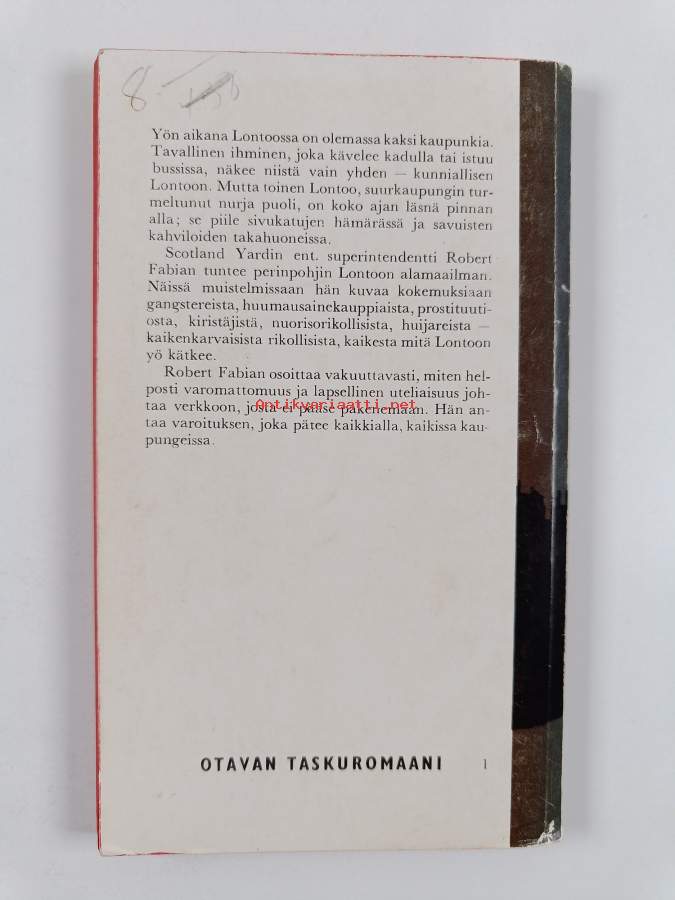 8
Yön aikana Lontoossa on olemassa kaksi kaupunkia.
Tavallinen ihminen, joka kävelee kadulla tai istuu
bussissa, näkee niistä vain yhden — kunniallisen
Lontoon. Mutta toinen Lontoo, suurkaupungin tur-
meltunut nurja puoli, on koko ajan läsnä pinnan
alla; se piile sivukatujen hämärässä ja savuisten
kahviloiden takahuoneissa.
Scotland Yardin ent. superintendentti Robert
Fabian tuntee perinpohjin Lontoon alamaailman.
Näissä muistelmissaan hän kuvaa kokemuksiaan
gangstereista, huumausainekauppiaista, prostituuti-
osta, kiristäjistä, nuorisorikollisista, huijareista —
kaikenkarvaisista rikollisista, kaikesta mitä Lontoon
yö kätkee.
Robert Fabian osoittaa vakuuttavasti, miten hel-
posti varomattomuus ja lapsellinen uteliaisuus joh-
taa verkkoon, josta ei pääse pakenemaan. Hän an-
Antikvariaatti.net
taa varoituksen, joka pätee kaikkialla, kaikissa kau-
pungeissa.
OTAVAN TASKUROMAANI 1